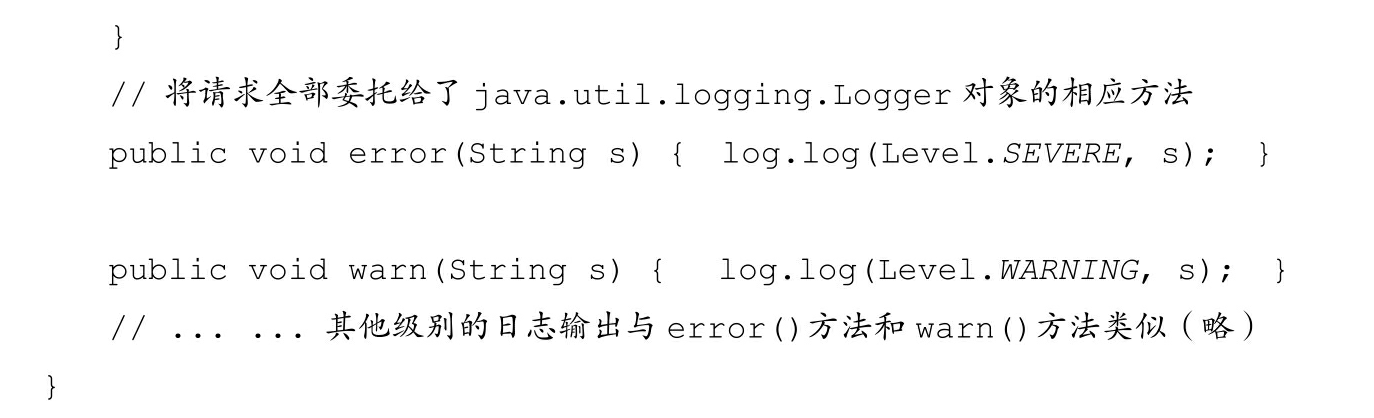 }
// 将请求全部委托给了 java.util.logging.Logger 对象的相应方法
public void error(String s) {  log.log(Level.SEVERE, s);  }
public void warn(String s) {   log.log(Level.WARNING, s);  }
// ... ... 其他级别的日志输出与 error()方法和 warn()方法类似（略）
}